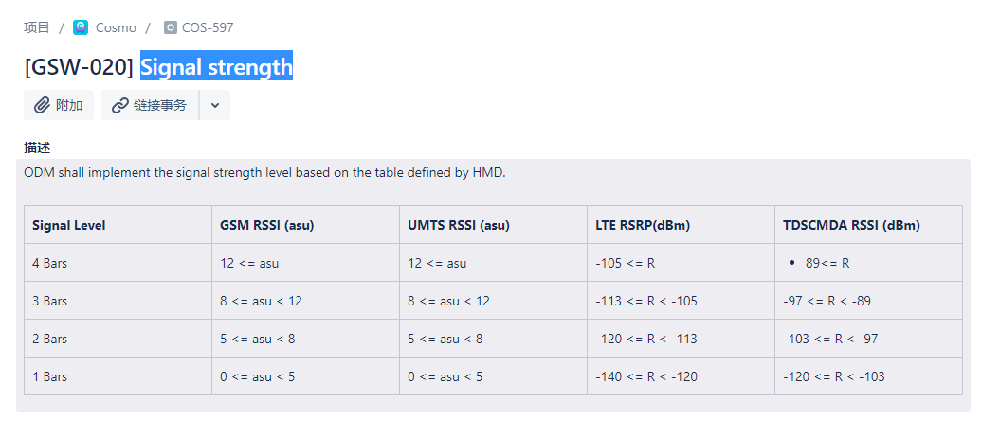 项目 / Cosmo / COS-597
[GSW-020] Signal strength
附加 链接事务
描述
ODM shall implement the signal strength level based on the table defined by HMD.
Signal Level GSM RSSI (asu) UMTS RSSI (asu) LTE RSRP(dBm) TDSCMDA RSSI (dBm)
4 Bars 12 <= asu 12 <= asu -105 <= R • 89<= R
3 Bars 8 <= asu < 12 8 <= asu < 12 -113 <= R < -105 -97 <= R < -89
2 Bars 5 <= asu < 8 5 <= asu < 8 -120 <= R < -113 -103 <= R < -97
1 Bars 0 <= asu < 5 0 <= asu < 5 -140 <= R < -120 -120 <= R < -103